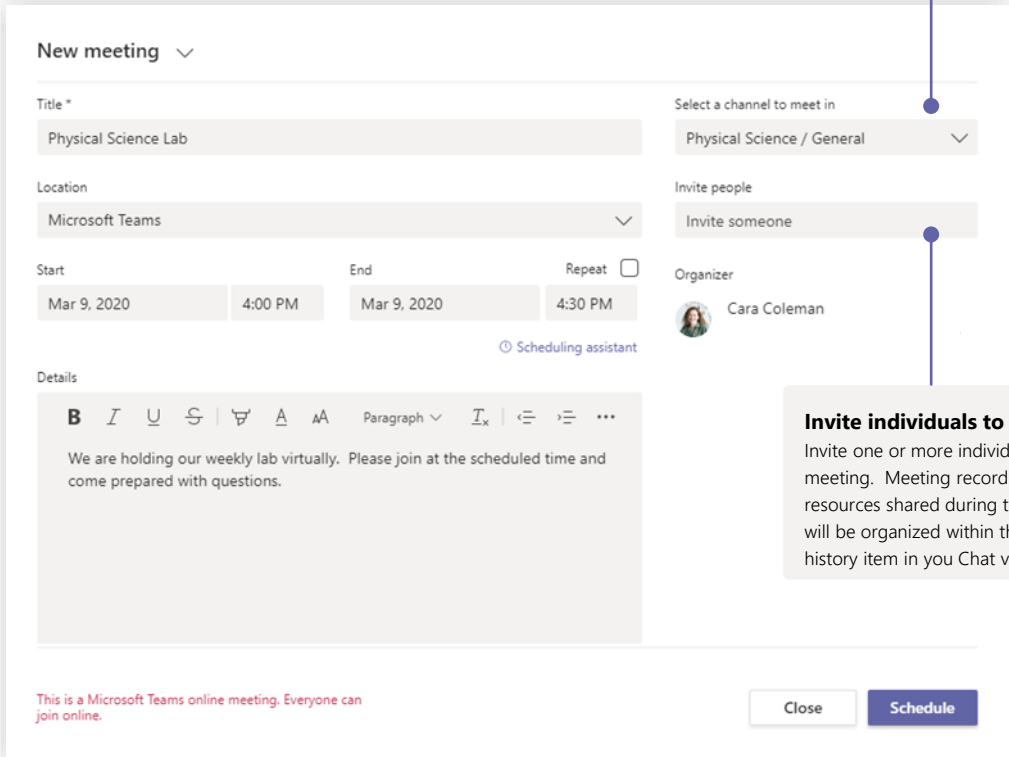 New meeting
Title *
Physical Science Lab
Select a channel to meet in
Physical Science / General
Location
Microsoft Teams
Invite people
Invite someone
Start
End
Repeat
Mar 9, 2020
4:00 PM
Mar 9, 2020
4:30 PM
Organizer
Cara Coleman
Scheduling assistant
Details
B I U S A AA Paragraph Tx
We are holding our weekly lab virtually.  Please join at the scheduled time and
come prepared with questions.
Invite individuals to
Invite one or more
meeting.  Meeting
resources shared during
will be organized within
history item in you Chat
This is a Microsoft Teams online meeting. Everyone can
join online.
Close
Schedule